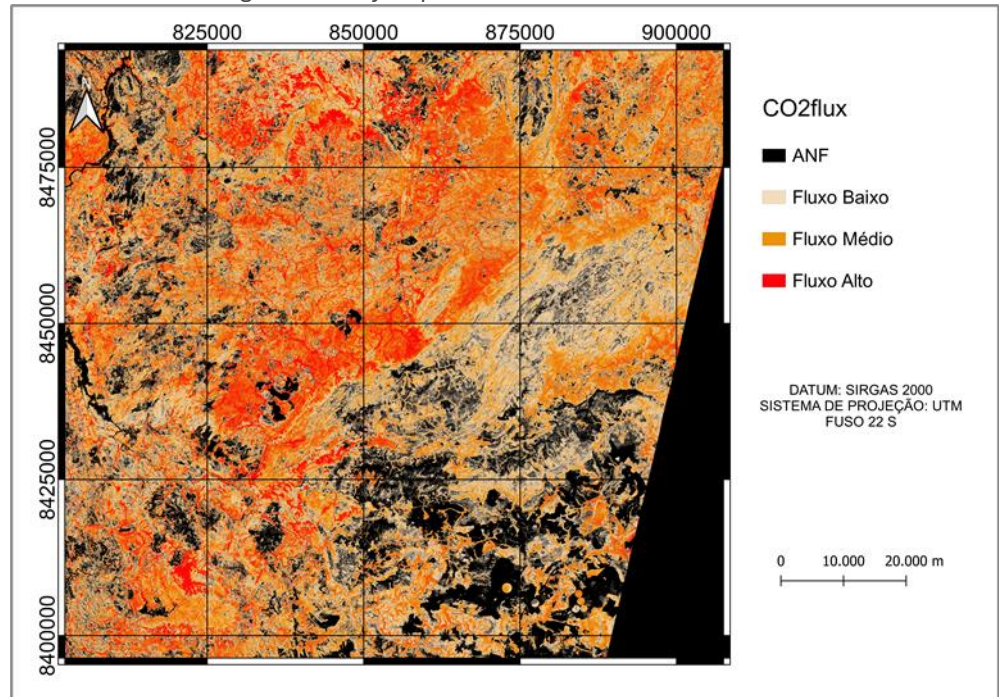 825000 850000 875000 900000
N
8475000
8450000
8425000
8400000
CO2flux
ANF
Fluxo Baixo
Fluxo Médio
Fluxo Alto
DATUM: SIRGAS 2000
SISTEMA DE PROJEÇÃO: UTM
FUSO 22 S
0 10.000 20.000 m